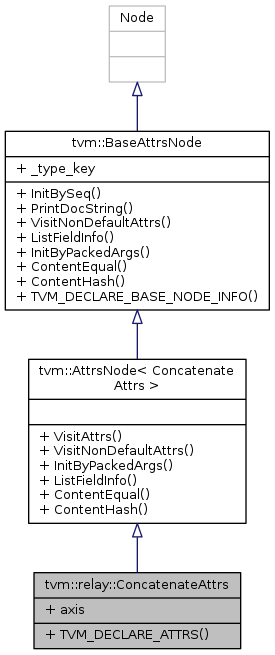 Node
tvm::BaseAttrsNode
+ _type_key
+ InitBySeq()
+ PrintDocString()
+ VisitNonDefaultAttrs()
+ ListFieldInfo()
+ InitByPackedArgs()
+ ContentEqual()
+ ContentHash()
+ TVM_DECLARE_BASE_NODE_INFO()
tvm::AttrsNode< Concatenate
Attrs >
+ VisitAttrs()
+ VisitNonDefaultAttrs()
+ InitByPackedArgs()
+ ListFieldInfo()
+ ContentEqual()
+ ContentHash()
tvm::relay::ConcatenateAttrs
+ axis
+ TVM_DECLARE_ATTRS()